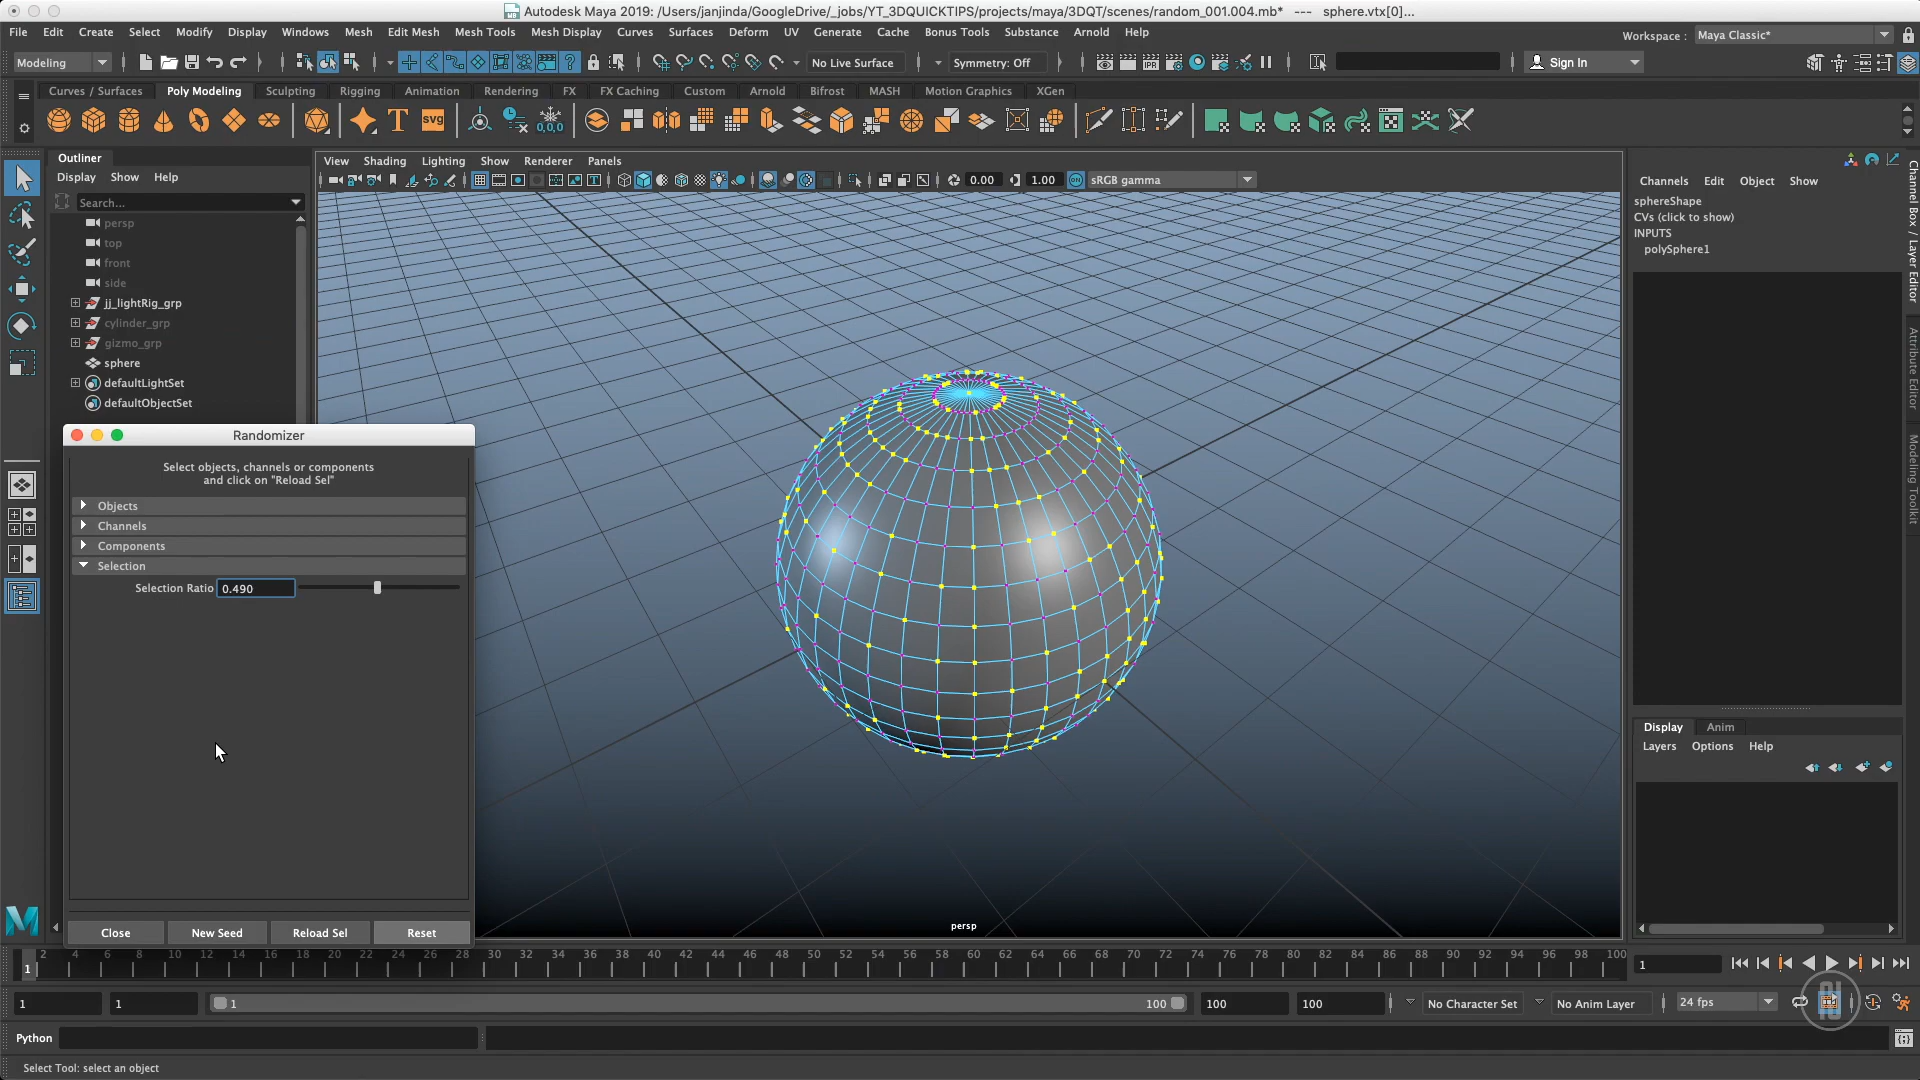 Autodesk Maya 2019: /Users/janjinda/GoogleDrive/_jobs/YT_3DQUICKTIPS/projects/maya/3DQT/scenes/random_001.004.mb* --- sphere.vtx[0]...
File Edit Create Select Modify Display Windows Mesh Edit Mesh Mesh Tools Mesh Display Curves Surfaces Deform UV Generate Cache Bonus Tools Substance Arnold Help
Workspace : Maya Classic*
Modeling
No Live Surface
Symmetry: Off
Sign In
Curves / Surfaces Poly Modeling Sculpting Rigging Animation Rendering FX FX Caching Custom Arnold Bifrost MASH Motion Graphics XGen
Outliner
Display Show Help
Search...
persp
top
front
side
jj_lightRig_grp
cylinder_grp
gizmo_grp
sphere
defaultLightSet
defaultObjectSet
View Shading Lighting Show Renderer Panels
0.00
1.00
sRGB gamma
persp
Randomizer
Select objects, channels or components
and click on "Reload Sel"
Objects
Channels
Components
Selection
Selection Ratio 0.490
Close New Seed Reload Sel Reset
Channels Edit Object Show
sphereShape
CVs (click to show)
INPUTS
polySphere1
Channel Box / Layer Editor
Attribute Editor
Modeling Toolkit
Display Anim
Layers Options Help
1
2 4 6 8 10 12 14 16 18 20 22 24 26 28 30 32 34 36 38 40 42 44 46 48 50 52 54 56 58 60 62 64 66 68 70 72 74 76 78 80 82 84 86 88 90 92 94 96 98 100
1
1
1
1
100
100
100
No Character Set
No Anim Layer
24 fps
Python
Select Tool: select an object